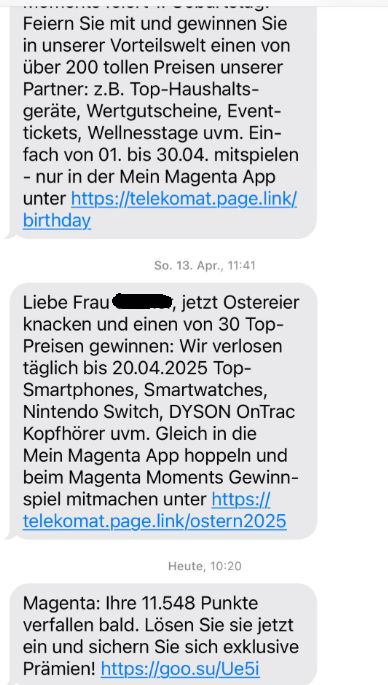 Feiern Sie mit und gewinnen Sie
in unserer Vorteilswelt einen von
über 200 tollen Preisen unserer
Partner: z.B. Top-Haushalts-
geräte, Wertgutscheine, Event-
tickets, Wellnesstage uvm. Ein-
fach von 01. bis 30.04. mitspielen
- nur in der Mein Magenta App
unter https://telekomat.page.link/
birthday
So. 13. Apr., 11:41
Liebe Frau , jetzt Ostereier
knacken und einen von 30 Top-
Preisen gewinnen: Wir verlosen
täglich bis 20.04.2025 Top-
Smartphones, Smartwatches,
Nintendo Switch, DYSON OnTrac
Kopfhörer uvm. Gleich in die
Mein Magenta App hoppeln und
beim Magenta Moments Gewinn-
spiel mitmachen unter https://
telekomat.page.link/ostern2025
Heute, 10:20
Magenta: Ihre 11.548 Punkte
verfallen bald. Lösen Sie sie jetzt
ein und sichern Sie sich exklusive
Prämien! https://goo.su/Ue5i